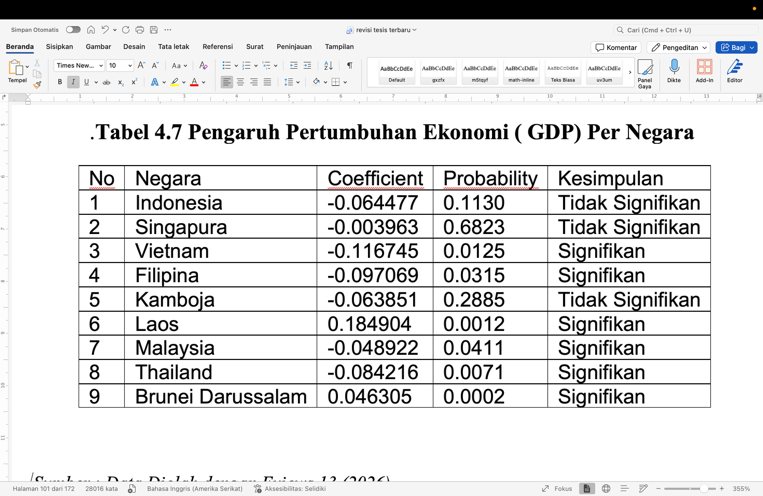 Simpan Otomatis
revisi tesis terbaru
Cari (Cmd + Ctrl + U)
Beranda Sisipkan Gambar Desain Tata letak Referensi Surat Peninjauan Tampilan
Komentar Pengeditan Bagi
Tempel
Times New... 10
AaBbCcDdEe Default
AaBbCcDdEe gxzfx
AaBbCcDdEe mStqyf
AaBbCcDdEe math-inline
AaBbCcDdEe Teks Biasa
AaBbCcDdEe uv3um
Panel Gaya
Dikte
Add-in
Editor
.Tabel 4.7 Pengaruh Pertumbuhan Ekonomi ( GDP) Per Negara
No Negara Coefficient Probability Kesimpulan
1 Indonesia -0.064477 0.1130 Tidak Signifikan
2 Singapura -0.003963 0.6823 Tidak Signifikan
3 Vietnam -0.116745 0.0125 Signifikan
4 Filipina -0.097069 0.0315 Signifikan
5 Kamboja -0.063851 0.2885 Tidak Signifikan
6 Laos 0.184904 0.0012 Signifikan
7 Malaysia -0.048922 0.0411 Signifikan
8 Thailand -0.084216 0.0071 Signifikan
9 Brunei Darussalam 0.046305 0.0002 Signifikan
Halaman 101 dari 172 28016 kata Bahasa Inggris (Amerika Serikat) Aksesibilitas: Selidiki Fokus 355%